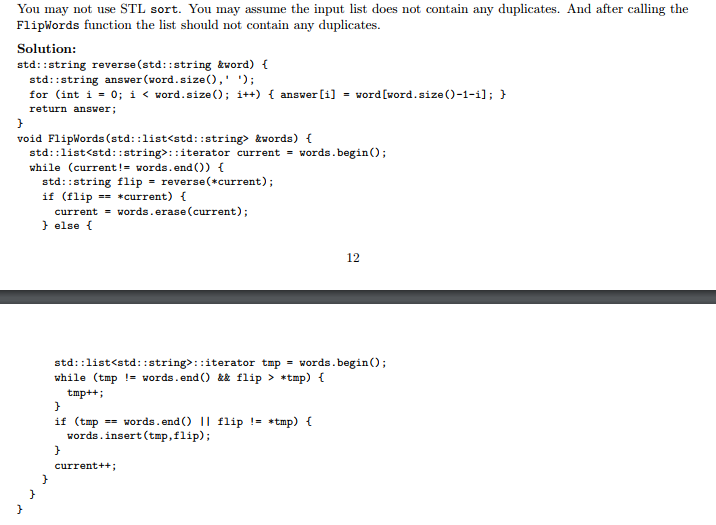 You may not use STL sort. You may assume the input list does not contain any duplicates. And after calling the
FlipWords function the list should not contain any duplicates.
Solution:
std::string reverse(std::string &word) {
  std::string answer(word.size(),' ');
  for (int i = 0; i < word.size(); i++) { answer[i] = word[word.size()-1-i]; }
  return answer;
}
void FlipWords(std::list<std::string> &words) {
  std::list<std::string>::iterator current = words.begin();
  while (current!= words.end()) {
    std::string flip = reverse(*current);
    if (flip == *current) {
      current = words.erase(current);
    } else {
12
      std::list<std::string>::iterator tmp = words.begin();
      while (tmp != words.end() && flip > *tmp) {
        tmp++;
      }
      if (tmp == words.end() || flip != *tmp) {
        words.insert(tmp,flip);
      }
      current++;
    }
  }
}